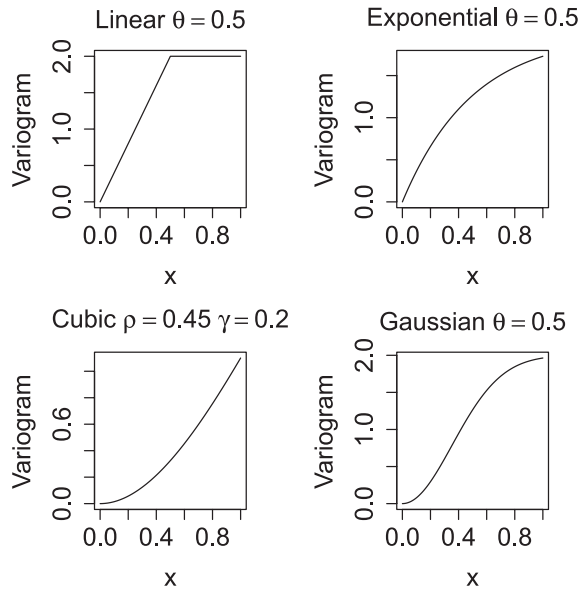 Linear θ = 0.5
Variogram
0.0 1.0 2.0
0.0 0.4 0.8
x
Exponential θ = 0.5
Variogram
0.0 1.0
0.0 0.4 0.8
x
Cubic ρ = 0.45 γ = 0.2
Variogram
0.0 0.6
0.0 0.4 0.8
x
Gaussian θ = 0.5
Variogram
0.0 1.0 2.0
0.0 0.4 0.8
x